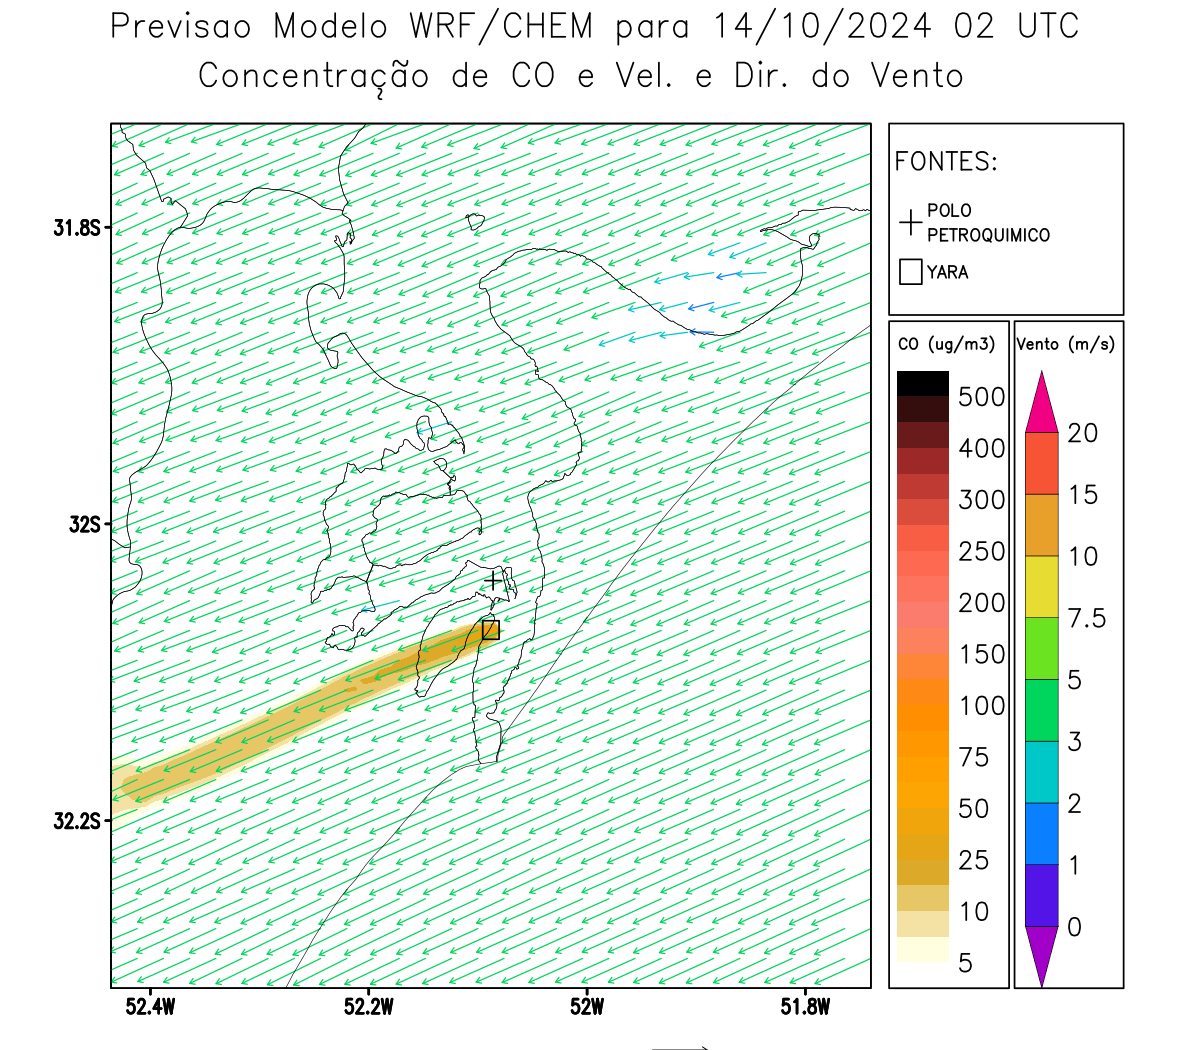 Previsao Modelo WRF/CHEM para 14/10/2024 02 UTC
Concentração de CO e Vel. e Dir. do Vento
FONTES:
POLO
PETROQUIMICO
YARA
CO (ug/m3)
500
400
300
250
200
150
100
75
50
25
10
5
Vento (m/s)
20
15
10
7.5
5
3
2
1
0
31.8S
32S
32.2S
52.4W
52.2W
52W
51.8W